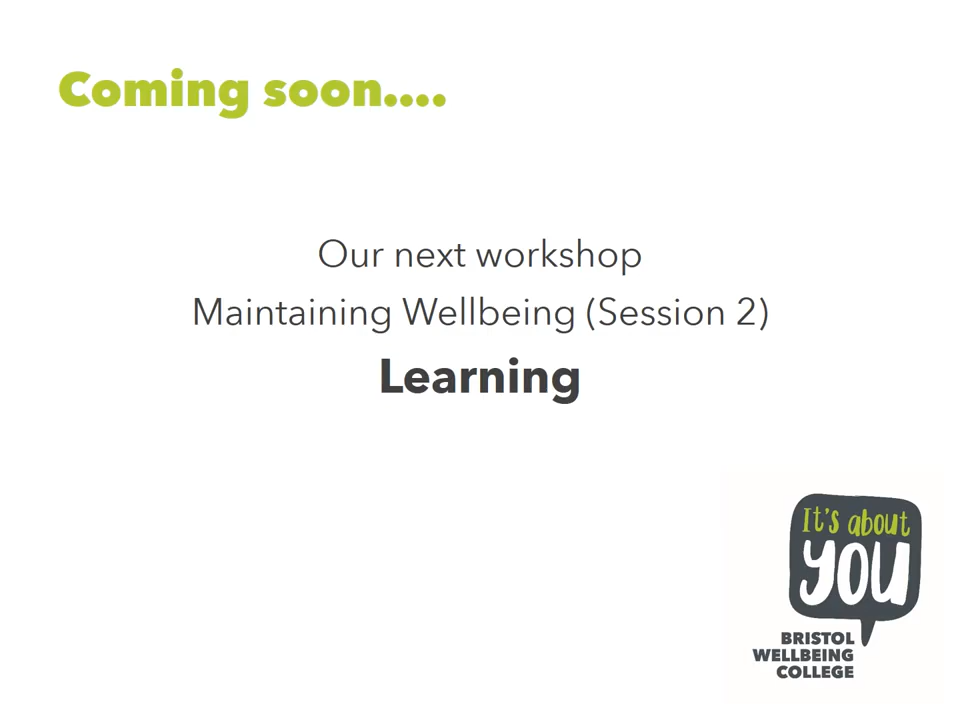 Coming soon....
Our next workshop
Maintaining Wellbeing (Session 2)
Learning
It's about
YOU
BRISTOL
WELLBEING
COLLEGE